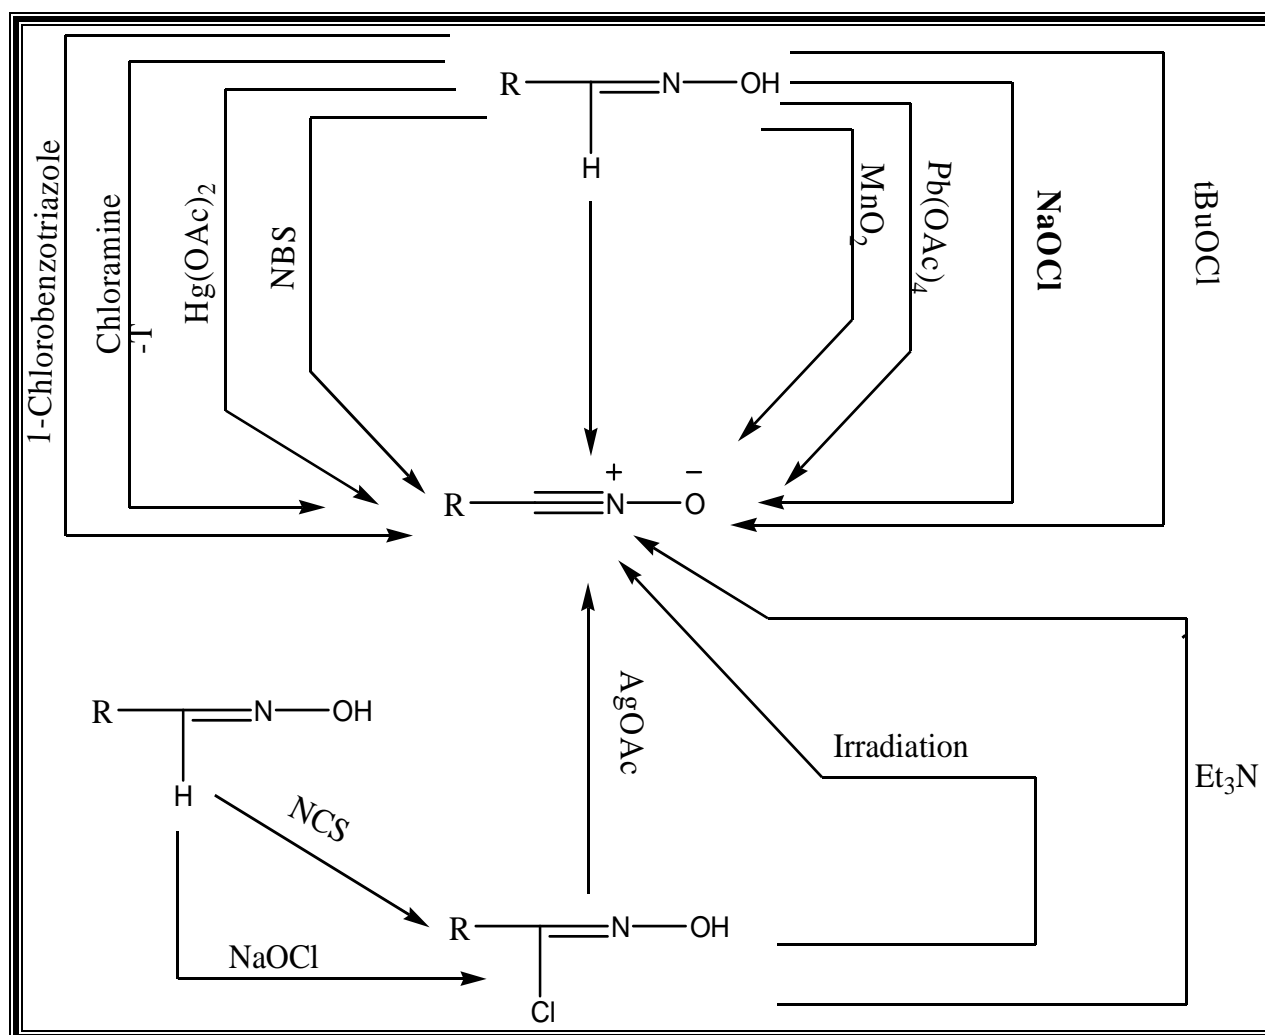 R N OH
H
1-Chlorobenzotriazole
Chloramine
-T
Hg(OAc)2
NBS
MnO2
Pb(OAc)4
NaOCl
tBuOCl
+ −
R N O
AgOAc
Irradiation
Et3N
R N OH
H
NCS
NaOCl
R N OH
Cl